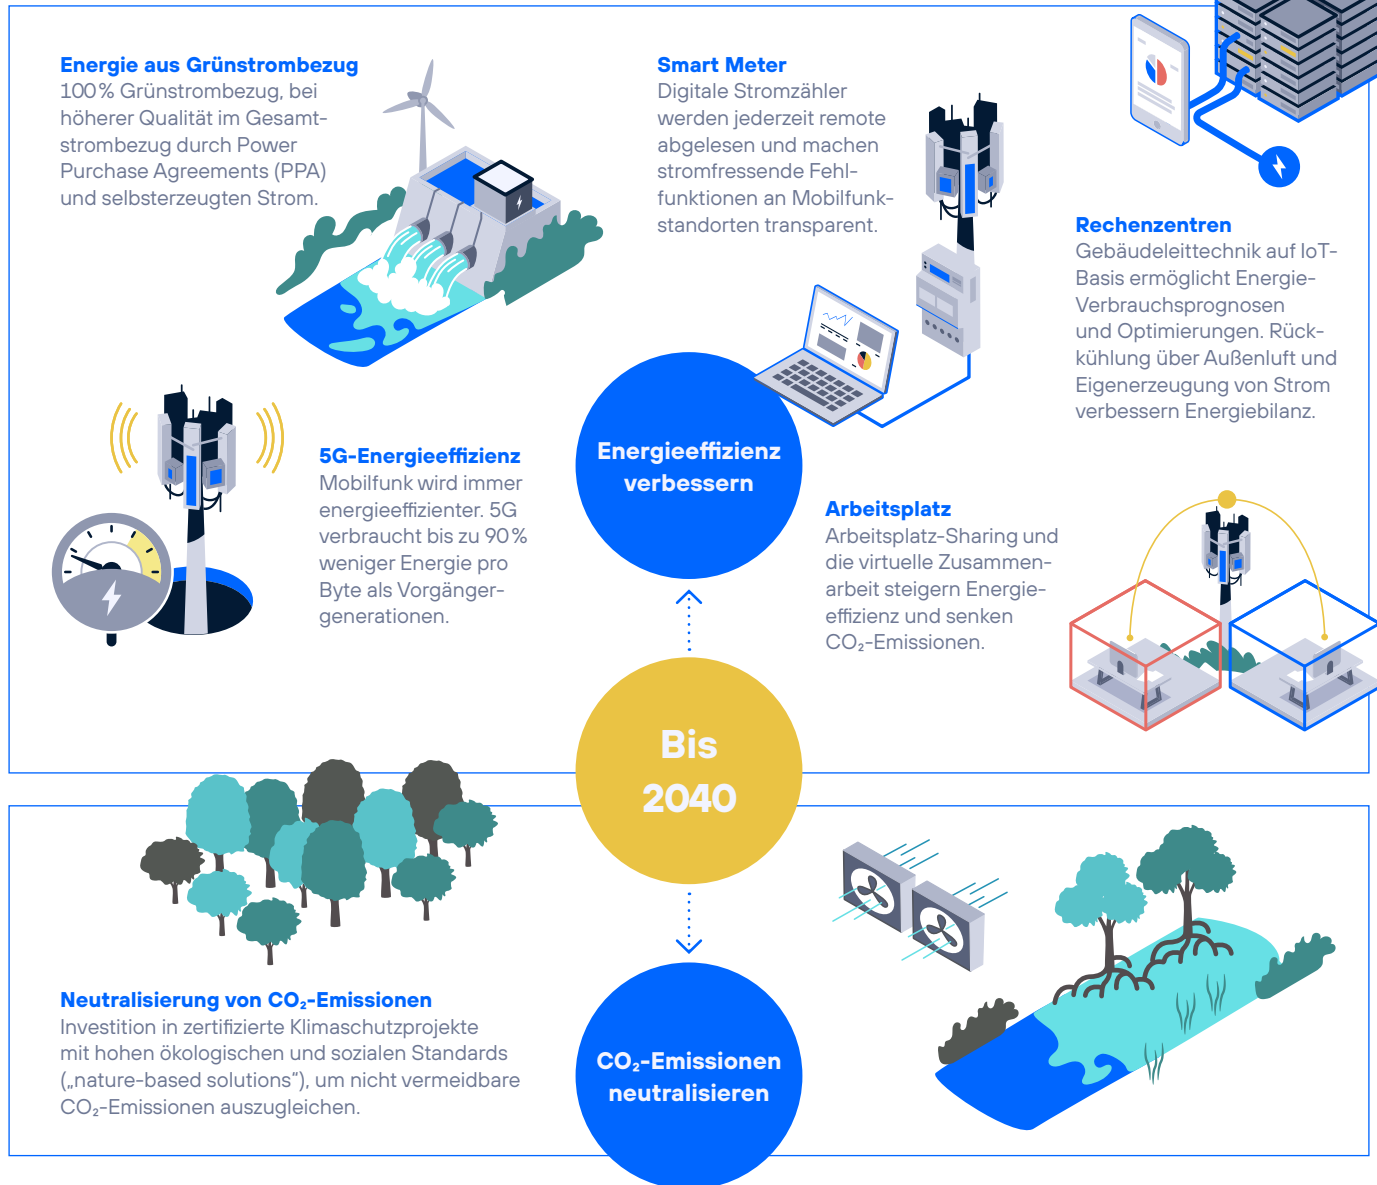 Energie aus Grünstrombezug
100 % Grünstrombezug, bei
höherer Qualität im Gesamt-
strombezug durch Power
Purchase Agreements (PPA)
und selbsterzeugten Strom.
Smart Meter
Digitale Stromzähler
werden jederzeit remote
abgelesen und machen
stromfressende Fehl-
funktionen an Mobilfunk-
standorten transparent.
Rechenzentren
Gebäudeleittechnik auf IoT-
Basis ermöglicht Energie-
Verbrauchsprognosen
und Optimierungen. Rück-
kühlung über Außenluft und
Eigenerzeugung von Strom
verbessern Energiebilanz.
5G-Energieeffizienz
Mobilfunk wird immer
energieeffizienter. 5G
verbraucht bis zu 90 %
weniger Energie pro
Byte als Vorgänger-
generationen.
Energieeffizienz
verbessern
Arbeitsplatz
Arbeitsplatz-Sharing und
die virtuelle Zusammen-
arbeit steigern Energie-
effizienz und senken
CO₂-Emissionen.
Bis
2040
Neutralisierung von CO₂-Emissionen
Investition in zertifizierte Klimaschutzprojekte
mit hohen ökologischen und sozialen Standards
(„nature-based solutions“), um nicht vermeidbare
CO₂-Emissionen auszugleichen.
CO₂-Emissionen
neutralisieren